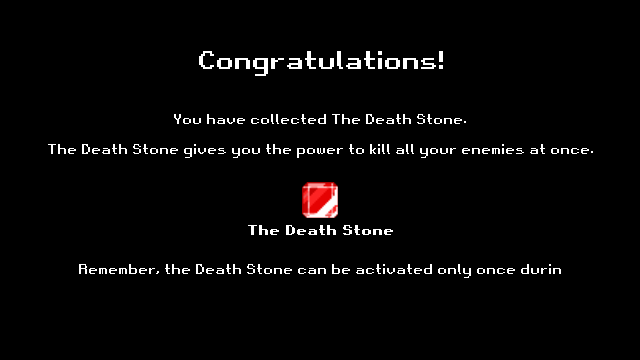 Congratulations!
You have collected The Death Stone.
The Death Stone gives you the power to kill all your enemies at once.
The Death Stone
Remember, the Death Stone can be activated only once durin